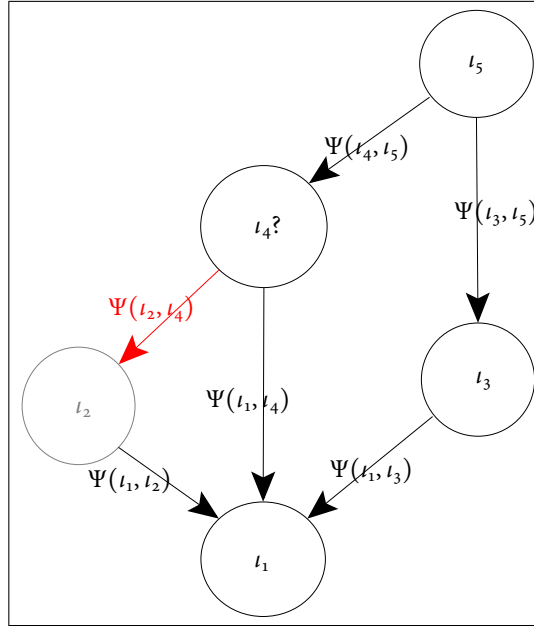 ι₅
Ψ(ι₄, ι₅)
Ψ(ι₃, ι₅)
ι₄?
Ψ(ι₂, ι₄)
ι₃
ι₂
Ψ(ι₁, ι₄)
Ψ(ι₁, ι₂)
Ψ(ι₁, ι₃)
ι₁